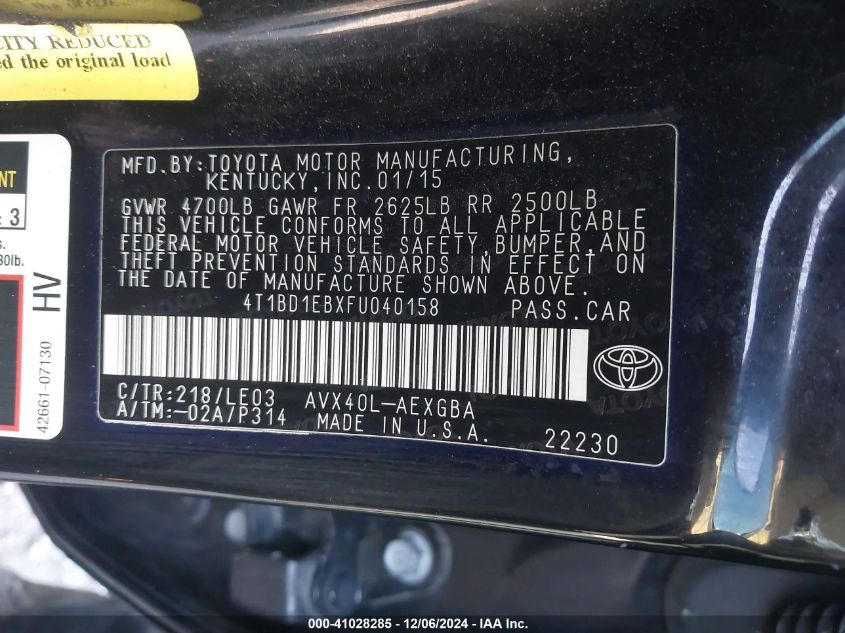 CITY REDUCED
ed the original load
NT
: 3
s.
80lb.
HV
42661-07130
MFD.BY:TOYOTA MOTOR MANUFACTURING,
KENTUCKY,INC.01/15
GVWR 4700LB GAWR FR 2625LB RR 2500LB
THIS VEHICLE CONFORMS TO ALL APPLICABLE
FEDERAL MOTOR VEHICLE SAFETY,BUMPER,AND
THEFT PREVENTION STANDARDS IN EFFECT ON
THE DATE OF MANUFACTURE SHOWN ABOVE.
4T1BD1EBXFU040158 PASS.CAR
C/TR:218/LE03 AVX40L-AEXGBA
A/TM:-02A/P314 MADE IN U.S.A. 22230
000-41028285 - 12/06/2024 - IAA Inc.